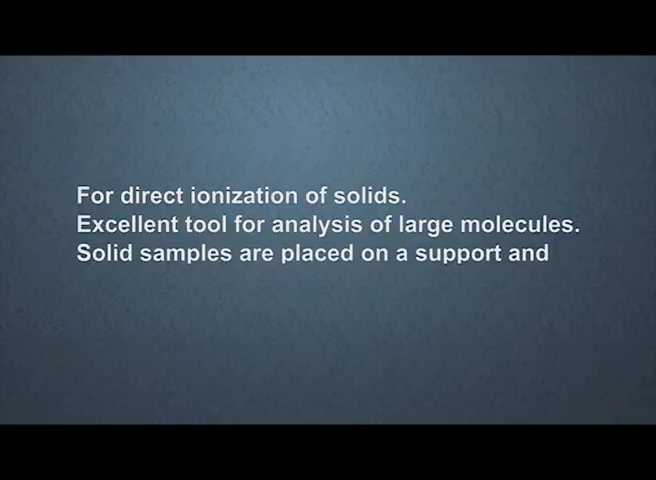 For direct ionization of solids.
Excellent tool for analysis of large molecules.
Solid samples are placed on a support and